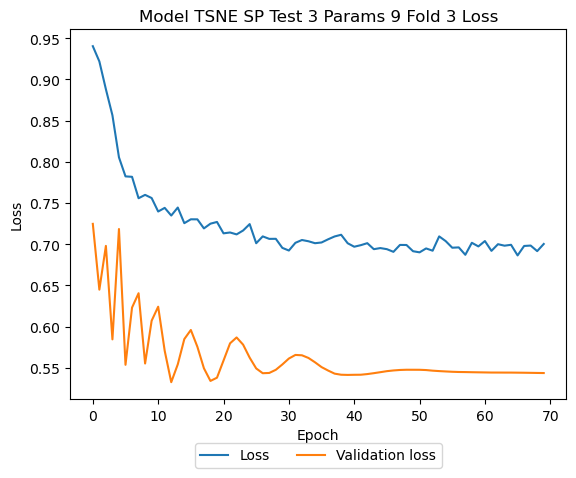 Model TSNE SP Test 3 Params 9 Fold 3 Loss
0.95
0.90
0.85
0.80
0.75
0.70
0.65
0.60
0.55
Loss
0 10 20 30 40 50 60 70
Epoch
Loss Validation loss